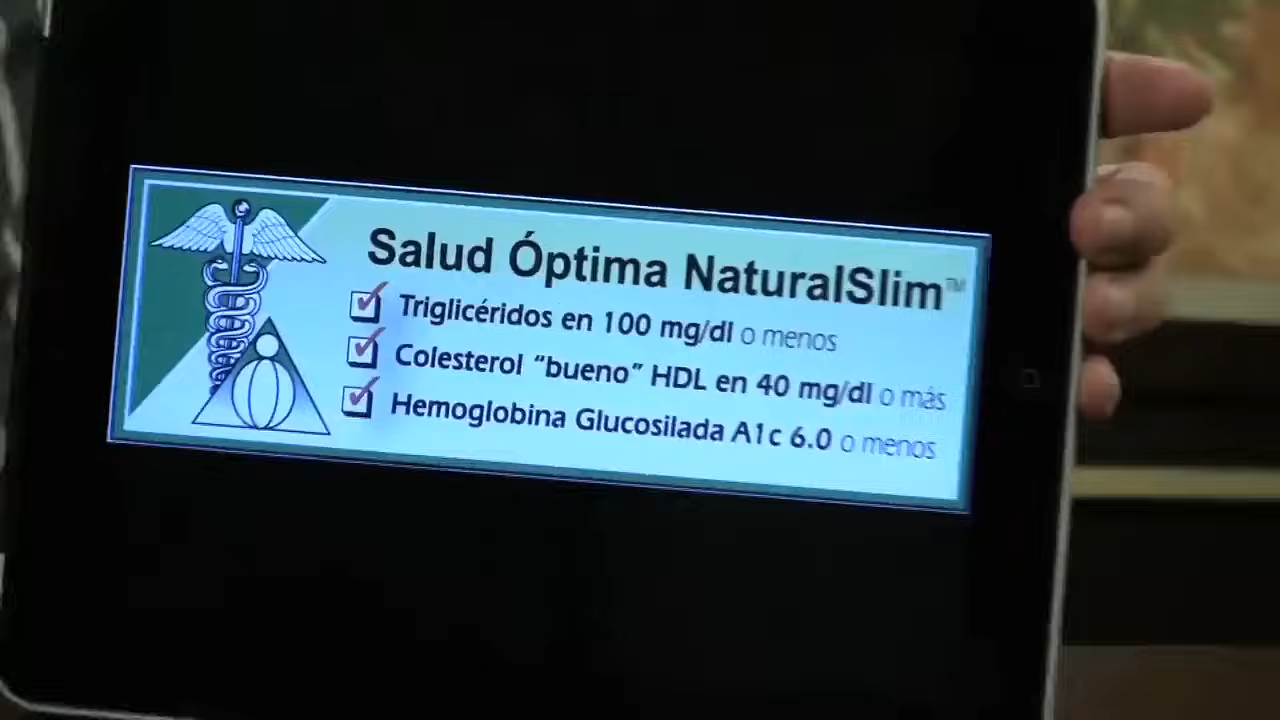 Salud Óptima NaturalSlim™
Triglicéridos en 100 mg/dl o menos
Colesterol “bueno” HDL en 40 mg/dl o más
Hemoglobina Glucosilada A1c 6.0 o menos